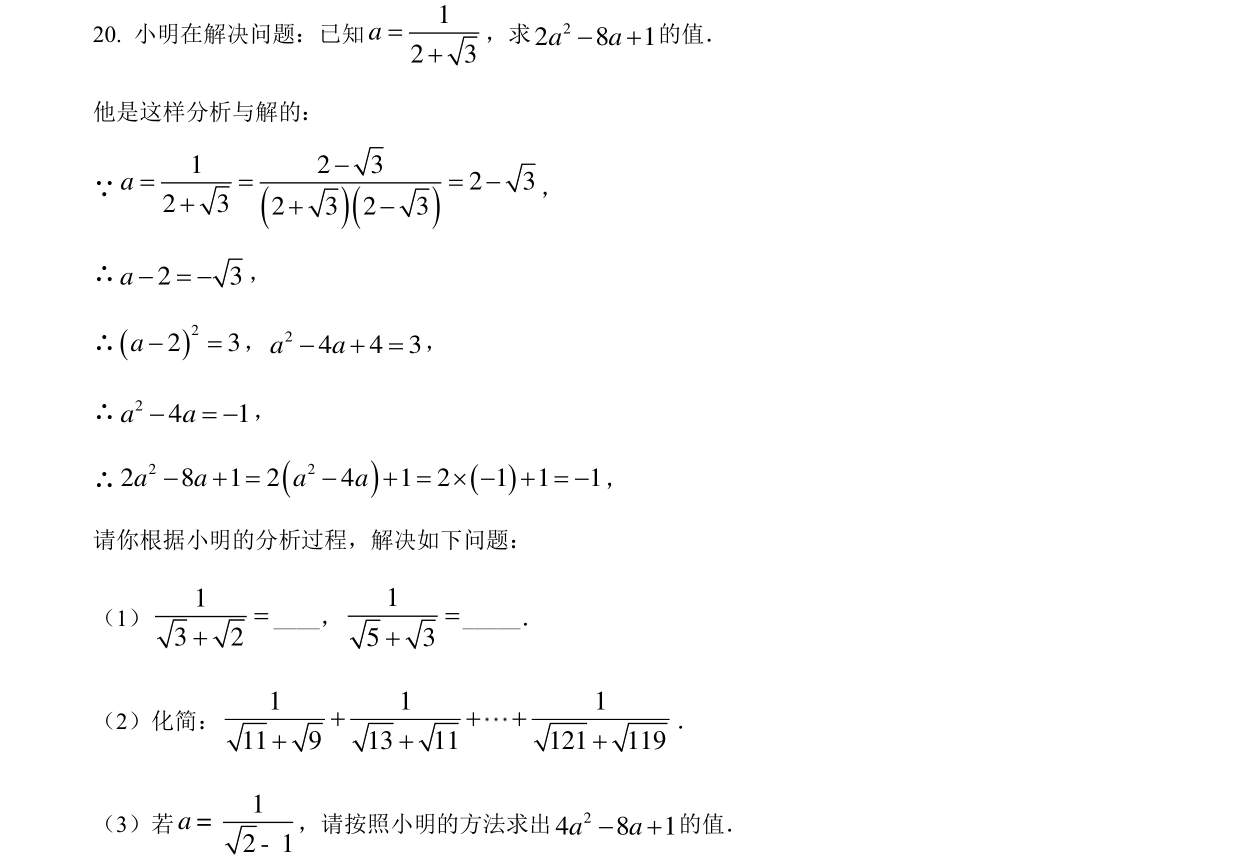 20. 小明在解决问题：已知 a = 1/(2+√3) ，求 2a² −8a+1 的值．
他是这样分析与解的：
∵ a = 1/(2+√3) = (2−√3)/((2+√3)(2−√3)) = 2−√3 ，
∴ a−2 = −√3 ，
∴ (a−2)² = 3 ， a² −4a+4 = 3 ，
∴ a² −4a = −1 ，
∴ 2a² −8a+1 = 2(a² −4a)+1 = 2×(−1)+1 = −1 ，
请你根据小明的分析过程，解决如下问题：
（1） 1/(√3+√2) = ____， 1/(√5+√3) = _____．
（2）化简： 1/(√11+√9) + 1/(√13+√11) +⋯+ 1/(√121+√119) ．
（3）若 a = 1/(√2- 1) ，请按照小明的方法求出 4a² −8a+1 的值．